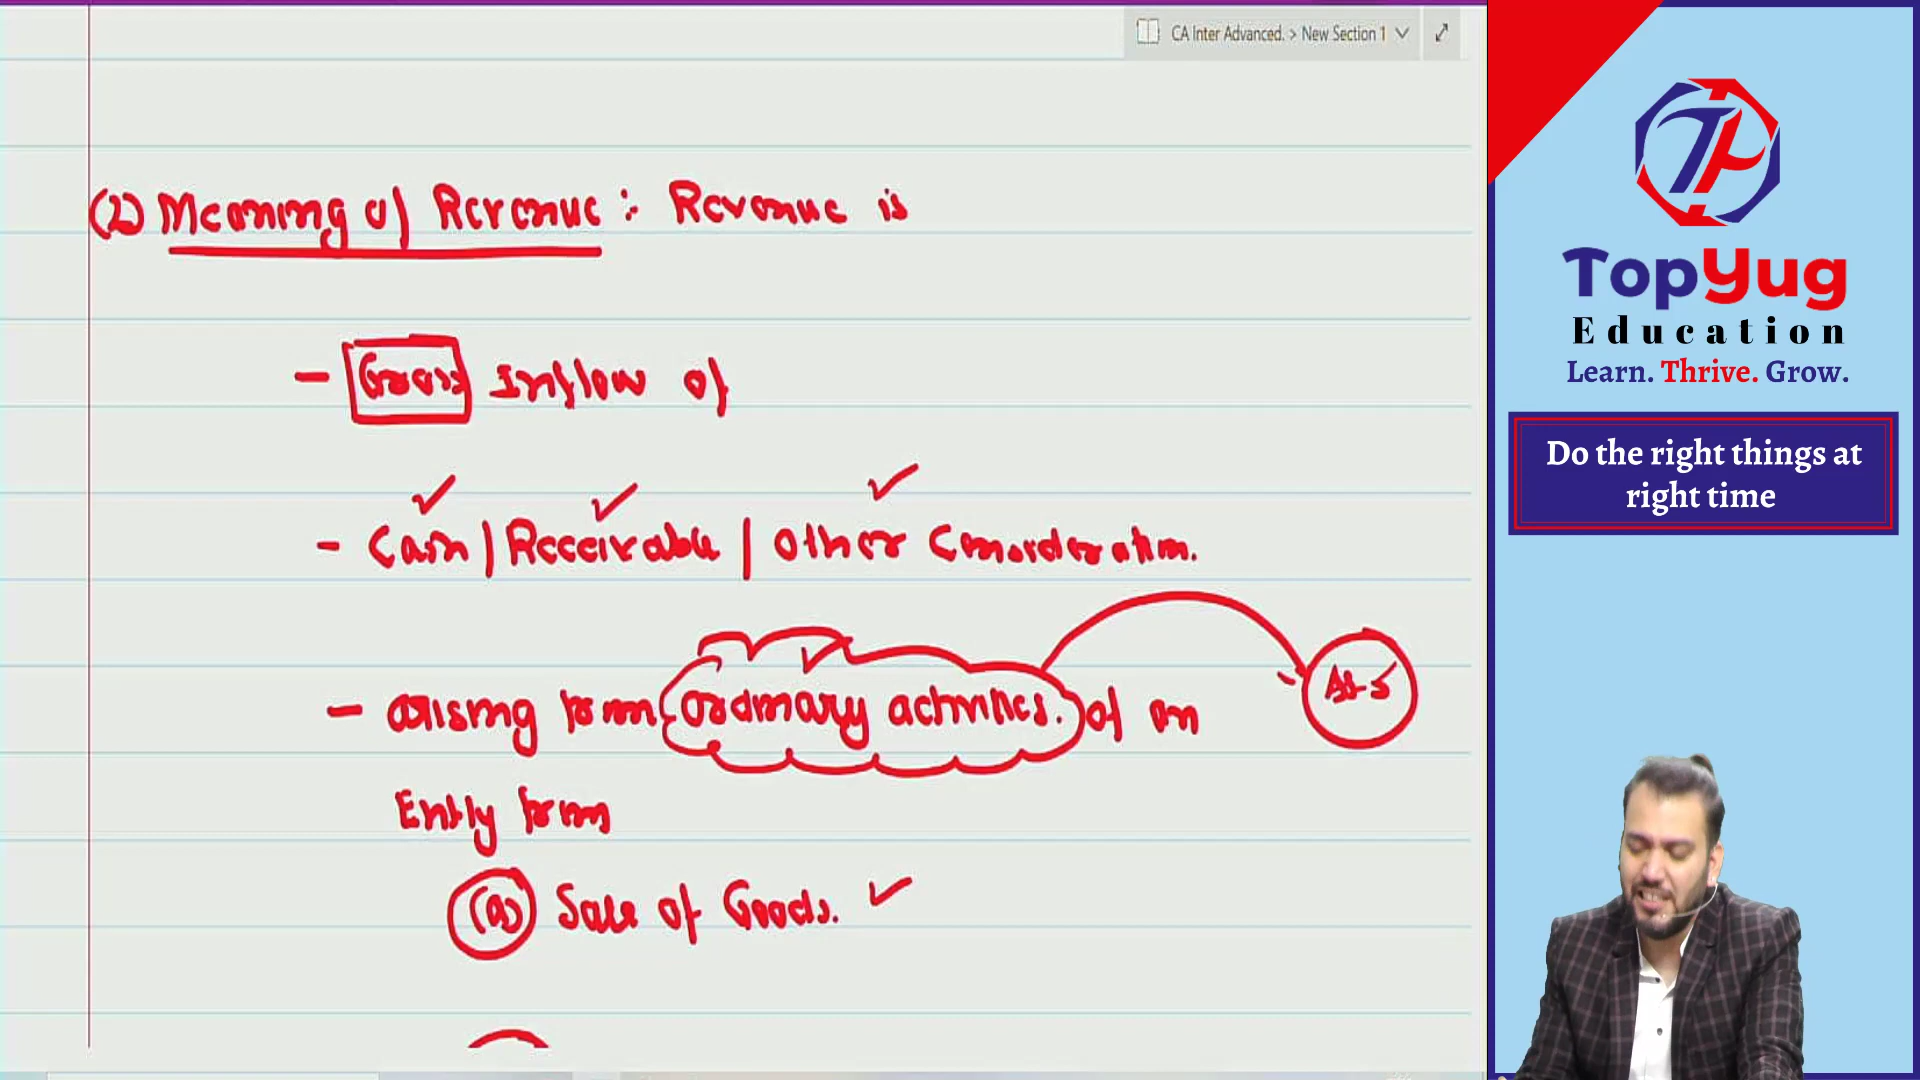 CA Inter Advanced. > New Section 1
(2) Meaning of Revenue :- Revenue is
- Gross Inflow of
- Cash | Receivable | Other Consideration.
- arising from ordinary activities. of an
AS-5
Entity from
(a) Sale of Goods.
TopYug
Education
Learn. Thrive. Grow.
Do the right things at
right time